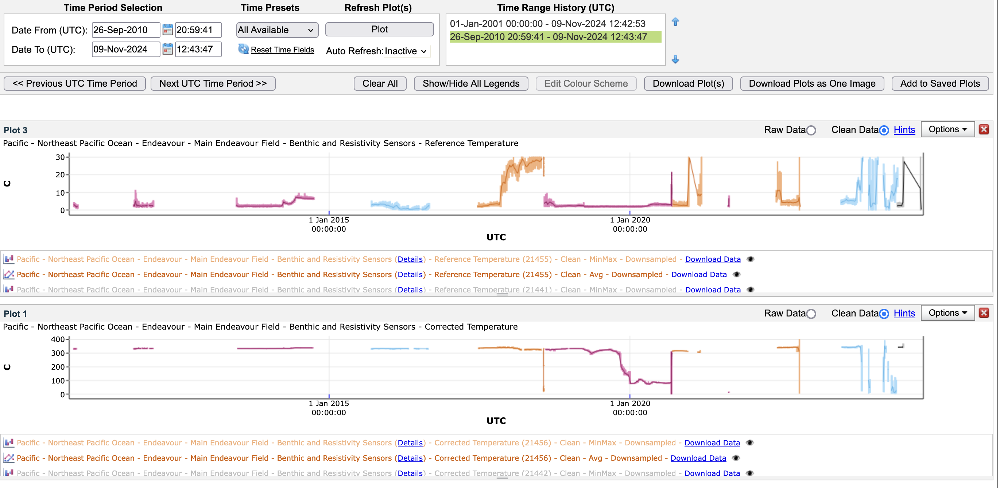 Time Period Selection Time Presets Refresh Plot(s) Time Range History (UTC)
Date From (UTC): 26-Sep-2010 20:59:41 All Available Plot
Date To (UTC): 09-Nov-2024 12:43:47 Reset Time Fields Auto Refresh: Inactive
01-Jan-2001 00:00:00 - 09-Nov-2024 12:42:53
26-Sep-2010 20:59:41 - 09-Nov-2024 12:43:47
<< Previous UTC Time Period Next UTC Time Period >> Clear All Show/Hide All Legends Edit Colour Scheme Download Plot(s) Download Plots as One Image Add to Saved Plots
Plot 3 Raw Data Clean Data Hints Options
Pacific - Northeast Pacific Ocean - Endeavour - Main Endeavour Field - Benthic and Resistivity Sensors - Reference Temperature
30
20
C
10
0
1 Jan 2015 1 Jan 2020
00:00:00 00:00:00
UTC
Pacific - Northeast Pacific Ocean - Endeavour - Main Endeavour Field - Benthic and Resistivity Sensors (Details) - Reference Temperature (21455) - Clean - MinMax - Downsampled - Download Data
Pacific - Northeast Pacific Ocean - Endeavour - Main Endeavour Field - Benthic and Resistivity Sensors (Details) - Reference Temperature (21455) - Clean - Avg - Downsampled - Download Data
Pacific - Northeast Pacific Ocean - Endeavour - Main Endeavour Field - Benthic and Resistivity Sensors (Details) - Reference Temperature (21441) - Clean - MinMax - Downsampled - Download Data
Plot 1 Raw Data Clean Data Hints Options
Pacific - Northeast Pacific Ocean - Endeavour - Main Endeavour Field - Benthic and Resistivity Sensors - Corrected Temperature
400
300
C
200
100
0
1 Jan 2015 1 Jan 2020
00:00:00 00:00:00
UTC
Pacific - Northeast Pacific Ocean - Endeavour - Main Endeavour Field - Benthic and Resistivity Sensors (Details) - Corrected Temperature (21456) - Clean - MinMax - Downsampled - Download Data
Pacific - Northeast Pacific Ocean - Endeavour - Main Endeavour Field - Benthic and Resistivity Sensors (Details) - Corrected Temperature (21456) - Clean - Avg - Downsampled - Download Data
Pacific - Northeast Pacific Ocean - Endeavour - Main Endeavour Field - Benthic and Resistivity Sensors (Details) - Corrected Temperature (21442) - Clean - MinMax - Downsampled - Download Data